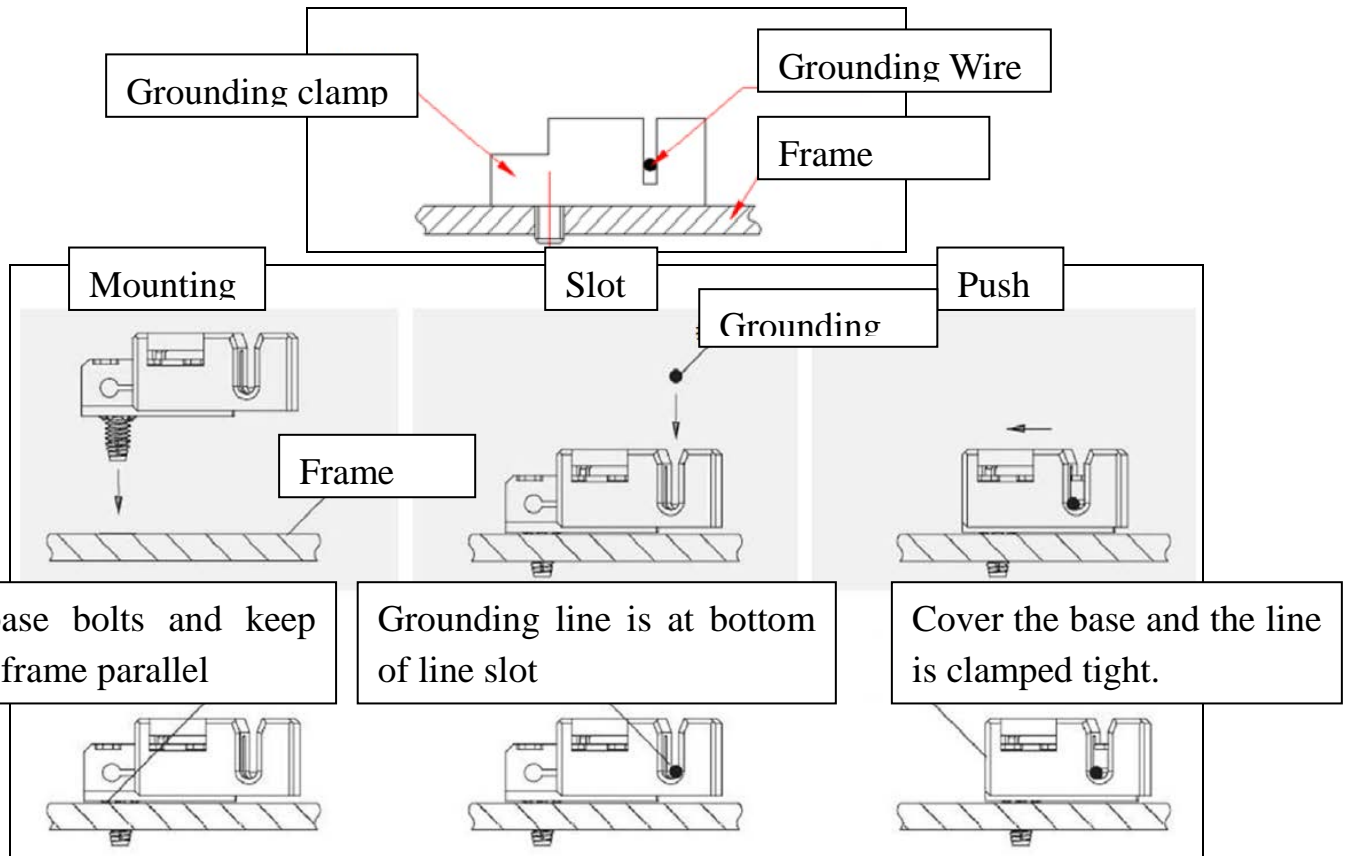 Grounding clamp
Grounding Wire
Frame
Mounting
Slot
Push
Grounding
Frame
base bolts and keep
frame parallel
Grounding line is at bottom
of line slot
Cover the base and the line
is clamped tight.